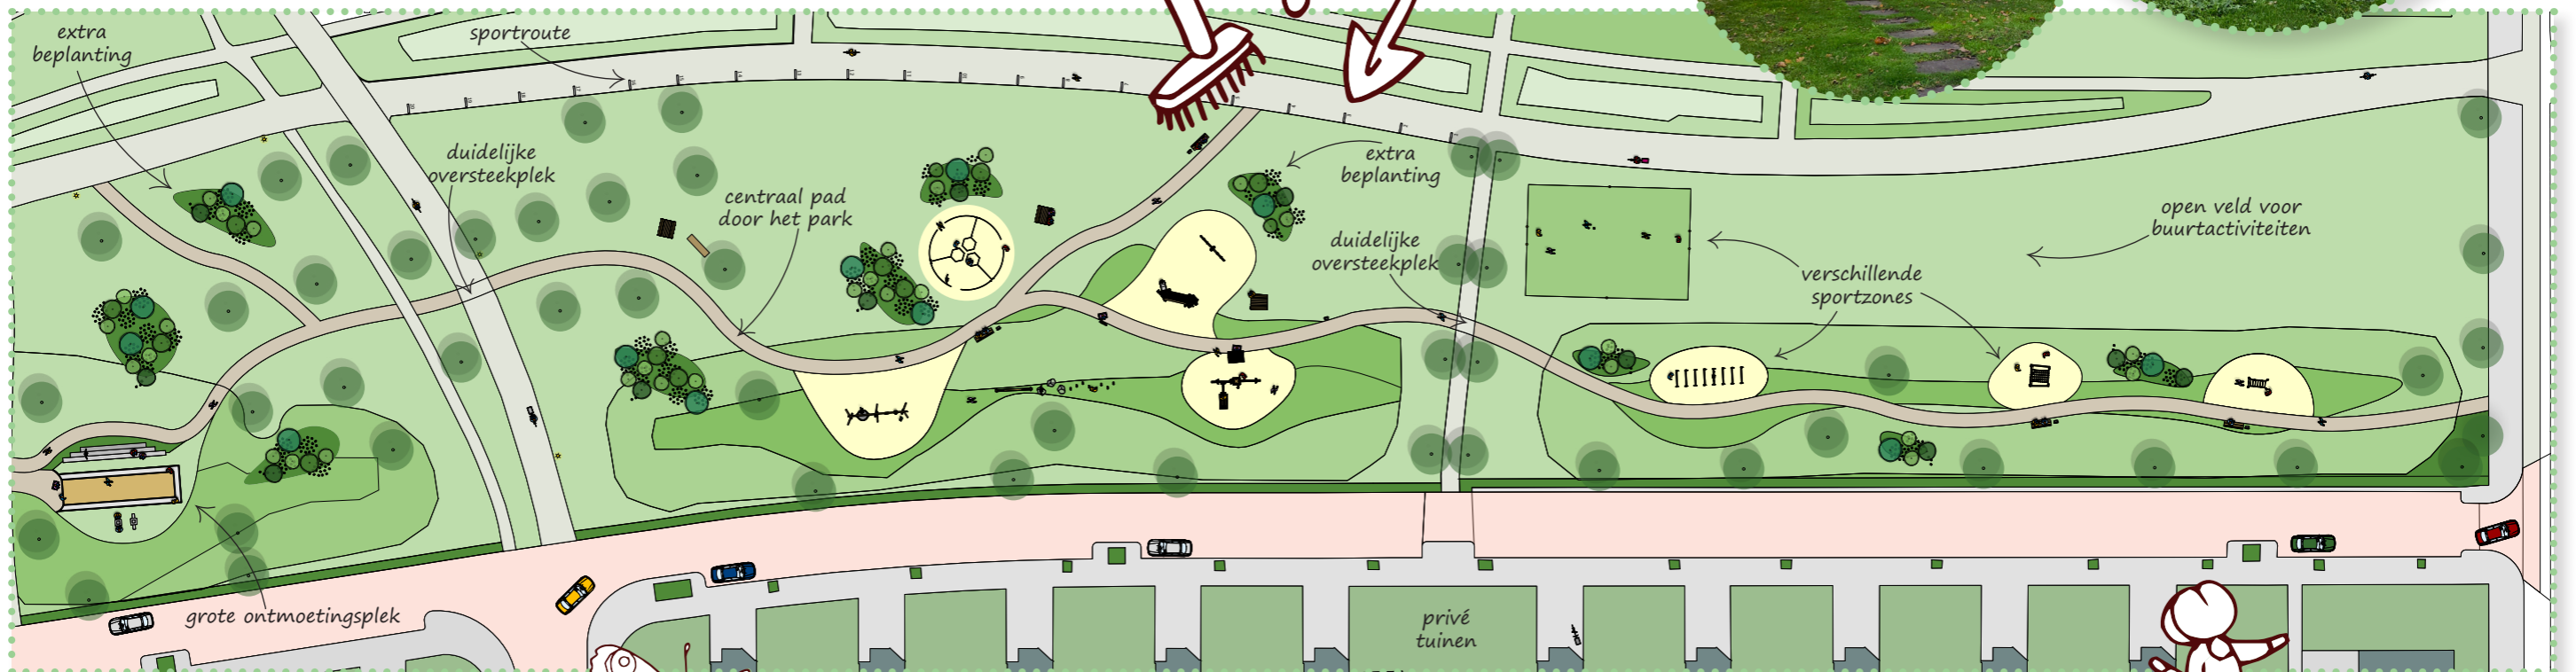 extra
beplanting
sportroute
duidelijke
oversteekplek
centraal pad
door het park
extra
beplanting
duidelijke
oversteekplek
open veld voor
buurtactiviteiten
verschillende
sportzones
grote ontmoetingsplek
privé
tuinen